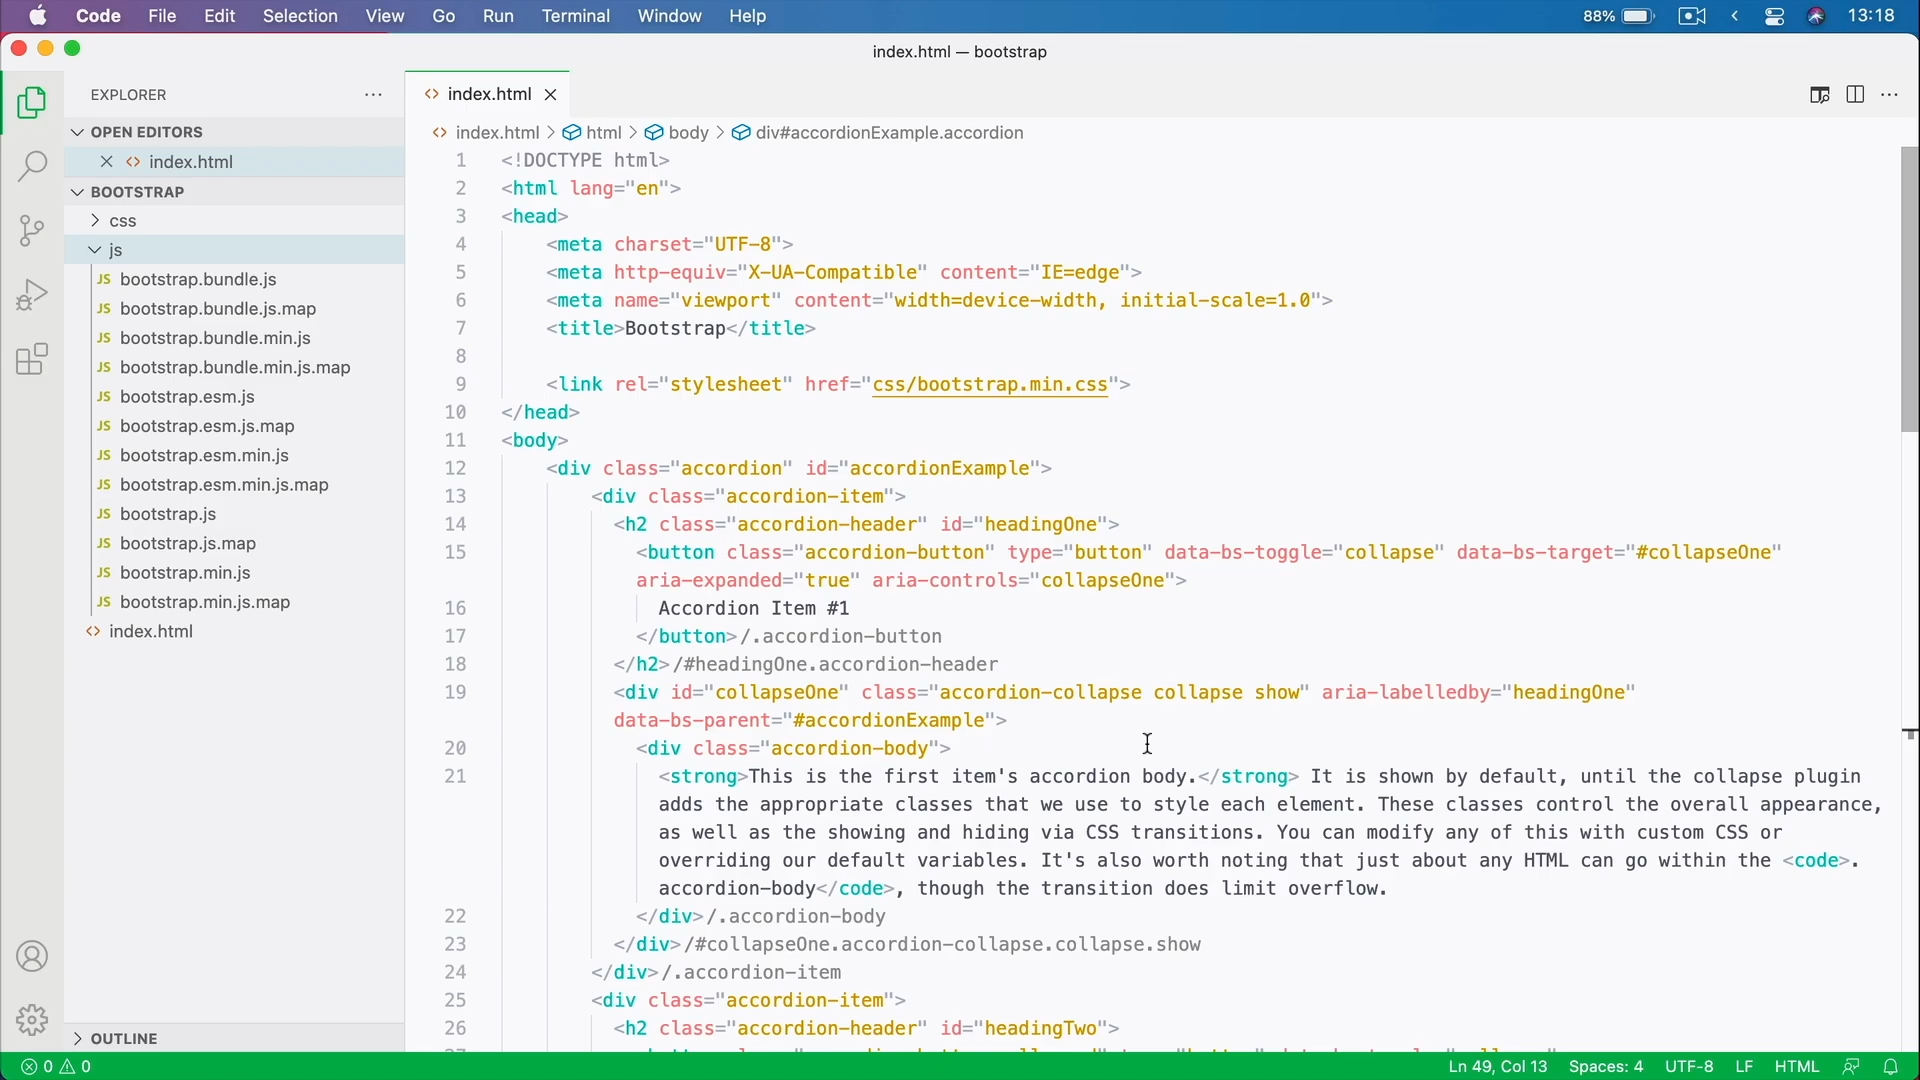 Code File Edit Selection View Go Run Terminal Window Help 88% 13:18
index.html — bootstrap
EXPLORER
index.html
OPEN EDITORS
index.html
BOOTSTRAP
css
js
JS bootstrap.bundle.js
JS bootstrap.bundle.js.map
JS bootstrap.bundle.min.js
JS bootstrap.bundle.min.js.map
JS bootstrap.esm.js
JS bootstrap.esm.js.map
JS bootstrap.esm.min.js
JS bootstrap.esm.min.js.map
JS bootstrap.js
JS bootstrap.js.map
JS bootstrap.min.js
JS bootstrap.min.js.map
index.html
OUTLINE
index.html > html > body > div#accordionExample.accordion
1 <!DOCTYPE html>
2 <html lang="en">
3 <head>
4 <meta charset="UTF-8">
5 <meta http-equiv="X-UA-Compatible" content="IE=edge">
6 <meta name="viewport" content="width=device-width, initial-scale=1.0">
7 <title>Bootstrap</title>
8
9 <link rel="stylesheet" href="css/bootstrap.min.css">
10 </head>
11 <body>
12 <div class="accordion" id="accordionExample">
13 <div class="accordion-item">
14 <h2 class="accordion-header" id="headingOne">
15 <button class="accordion-button" type="button" data-bs-toggle="collapse" data-bs-target="#collapseOne"
aria-expanded="true" aria-controls="collapseOne">
16 Accordion Item #1
17 </button>/.accordion-button
18 </h2>/#headingOne.accordion-header
19 <div id="collapseOne" class="accordion-collapse collapse show" aria-labelledby="headingOne"
data-bs-parent="#accordionExample">
20 <div class="accordion-body">
21 <strong>This is the first item's accordion body.</strong> It is shown by default, until the collapse plugin
adds the appropriate classes that we use to style each element. These classes control the overall appearance,
as well as the showing and hiding via CSS transitions. You can modify any of this with custom CSS or
overriding our default variables. It's also worth noting that just about any HTML can go within the <code>.
accordion-body</code>, though the transition does limit overflow.
22 </div>/.accordion-body
23 </div>/#collapseOne.accordion-collapse.collapse.show
24 </div>/.accordion-item
25 <div class="accordion-item">
26 <h2 class="accordion-header" id="headingTwo">
0 0 Ln 49, Col 13 Spaces: 4 UTF-8 LF HTML